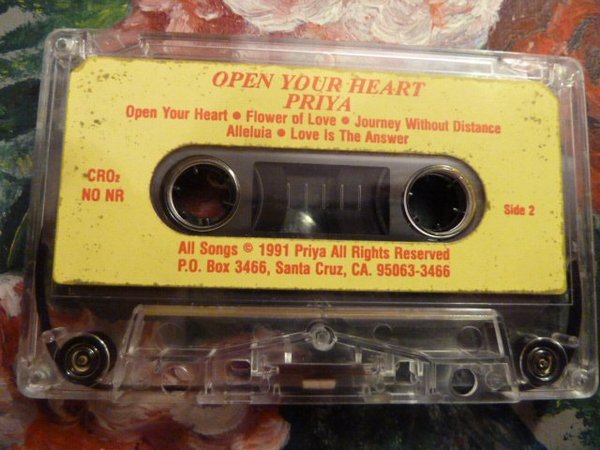 OPEN YOUR HEART
PRIYA
Open Your Heart • Flower of Love • Journey Without Distance
Alleluia • Love Is The Answer
CRO₂
NO NR
Side 2
All Songs © 1991 Priya All Rights Reserved
P.O. Box 3466, Santa Cruz, CA. 95063-3466